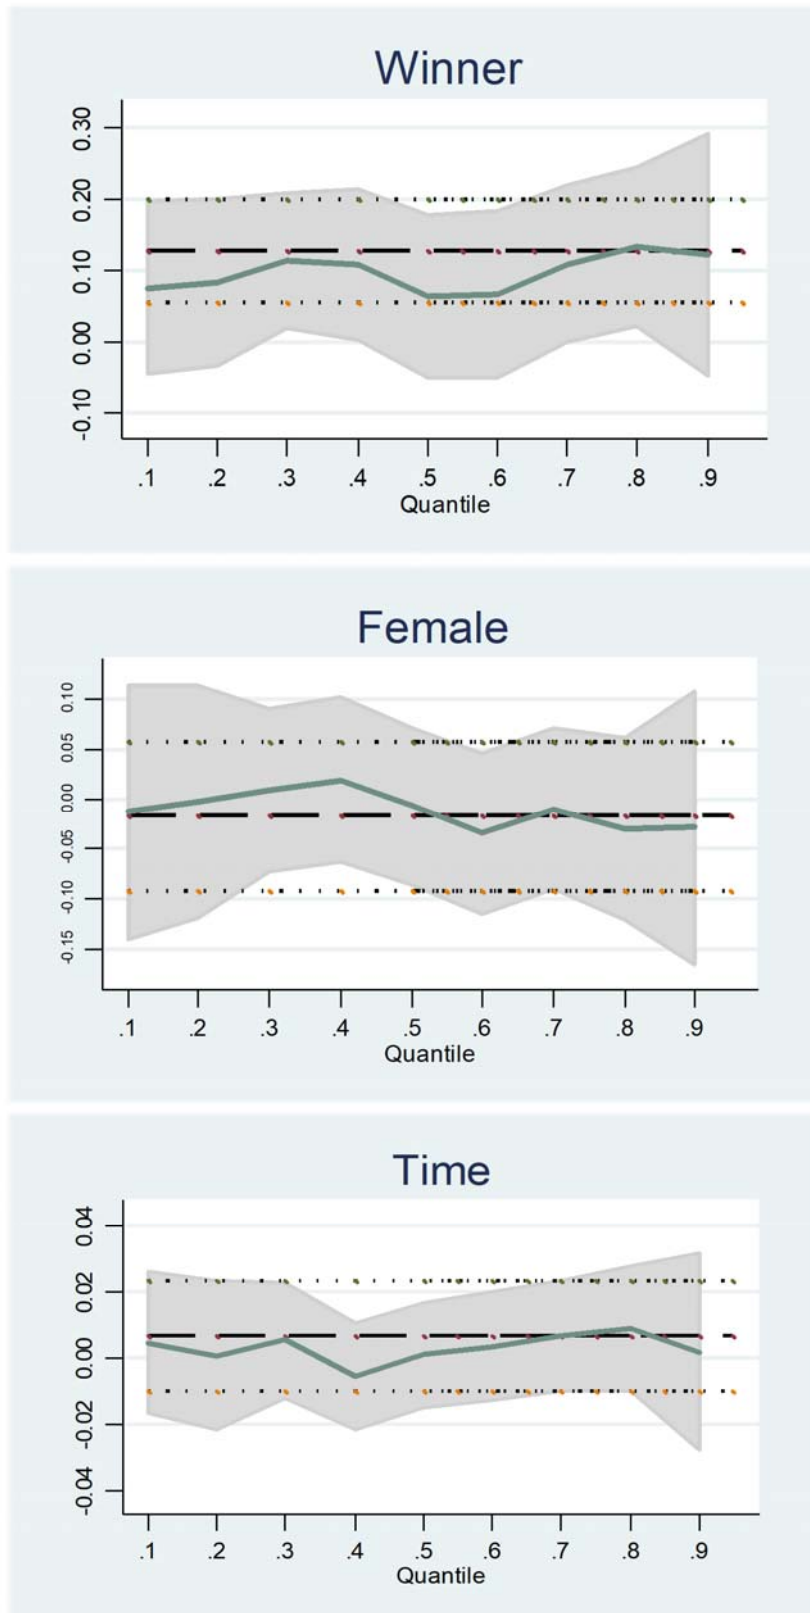 Winner
0.30
0.20
0.10
0.00
-0.10
.1 .2 .3 .4 .5 .6 .7 .8 .9
Quantile
Female
0.10
0.05
0.00
-0.05
-0.10
-0.15
.1 .2 .3 .4 .5 .6 .7 .8 .9
Quantile
Time
0.04
0.02
0.00
-0.02
-0.04
.1 .2 .3 .4 .5 .6 .7 .8 .9
Quantile